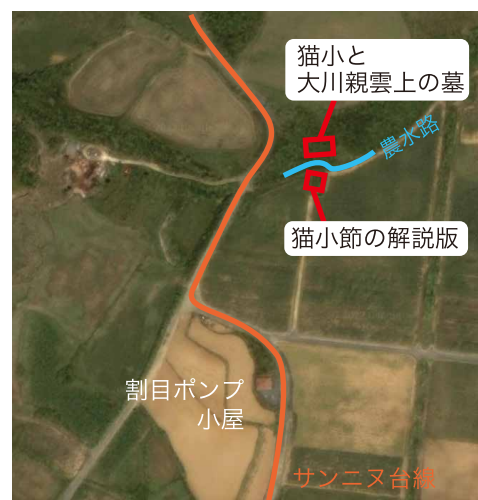 猫小と
大川親雲上の墓
農水路
猫小節の解説版
割目ポンプ
小屋
サンニヌ台線